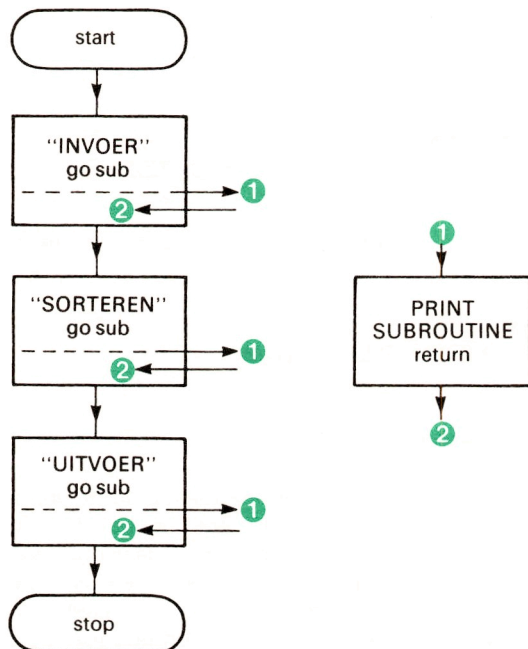 start
"INVOER"
go sub
1
2
"SORTEREN"
go sub
1
2
"UITVOER"
go sub
1
2
stop
1
PRINT
SUBROUTINE
return
2